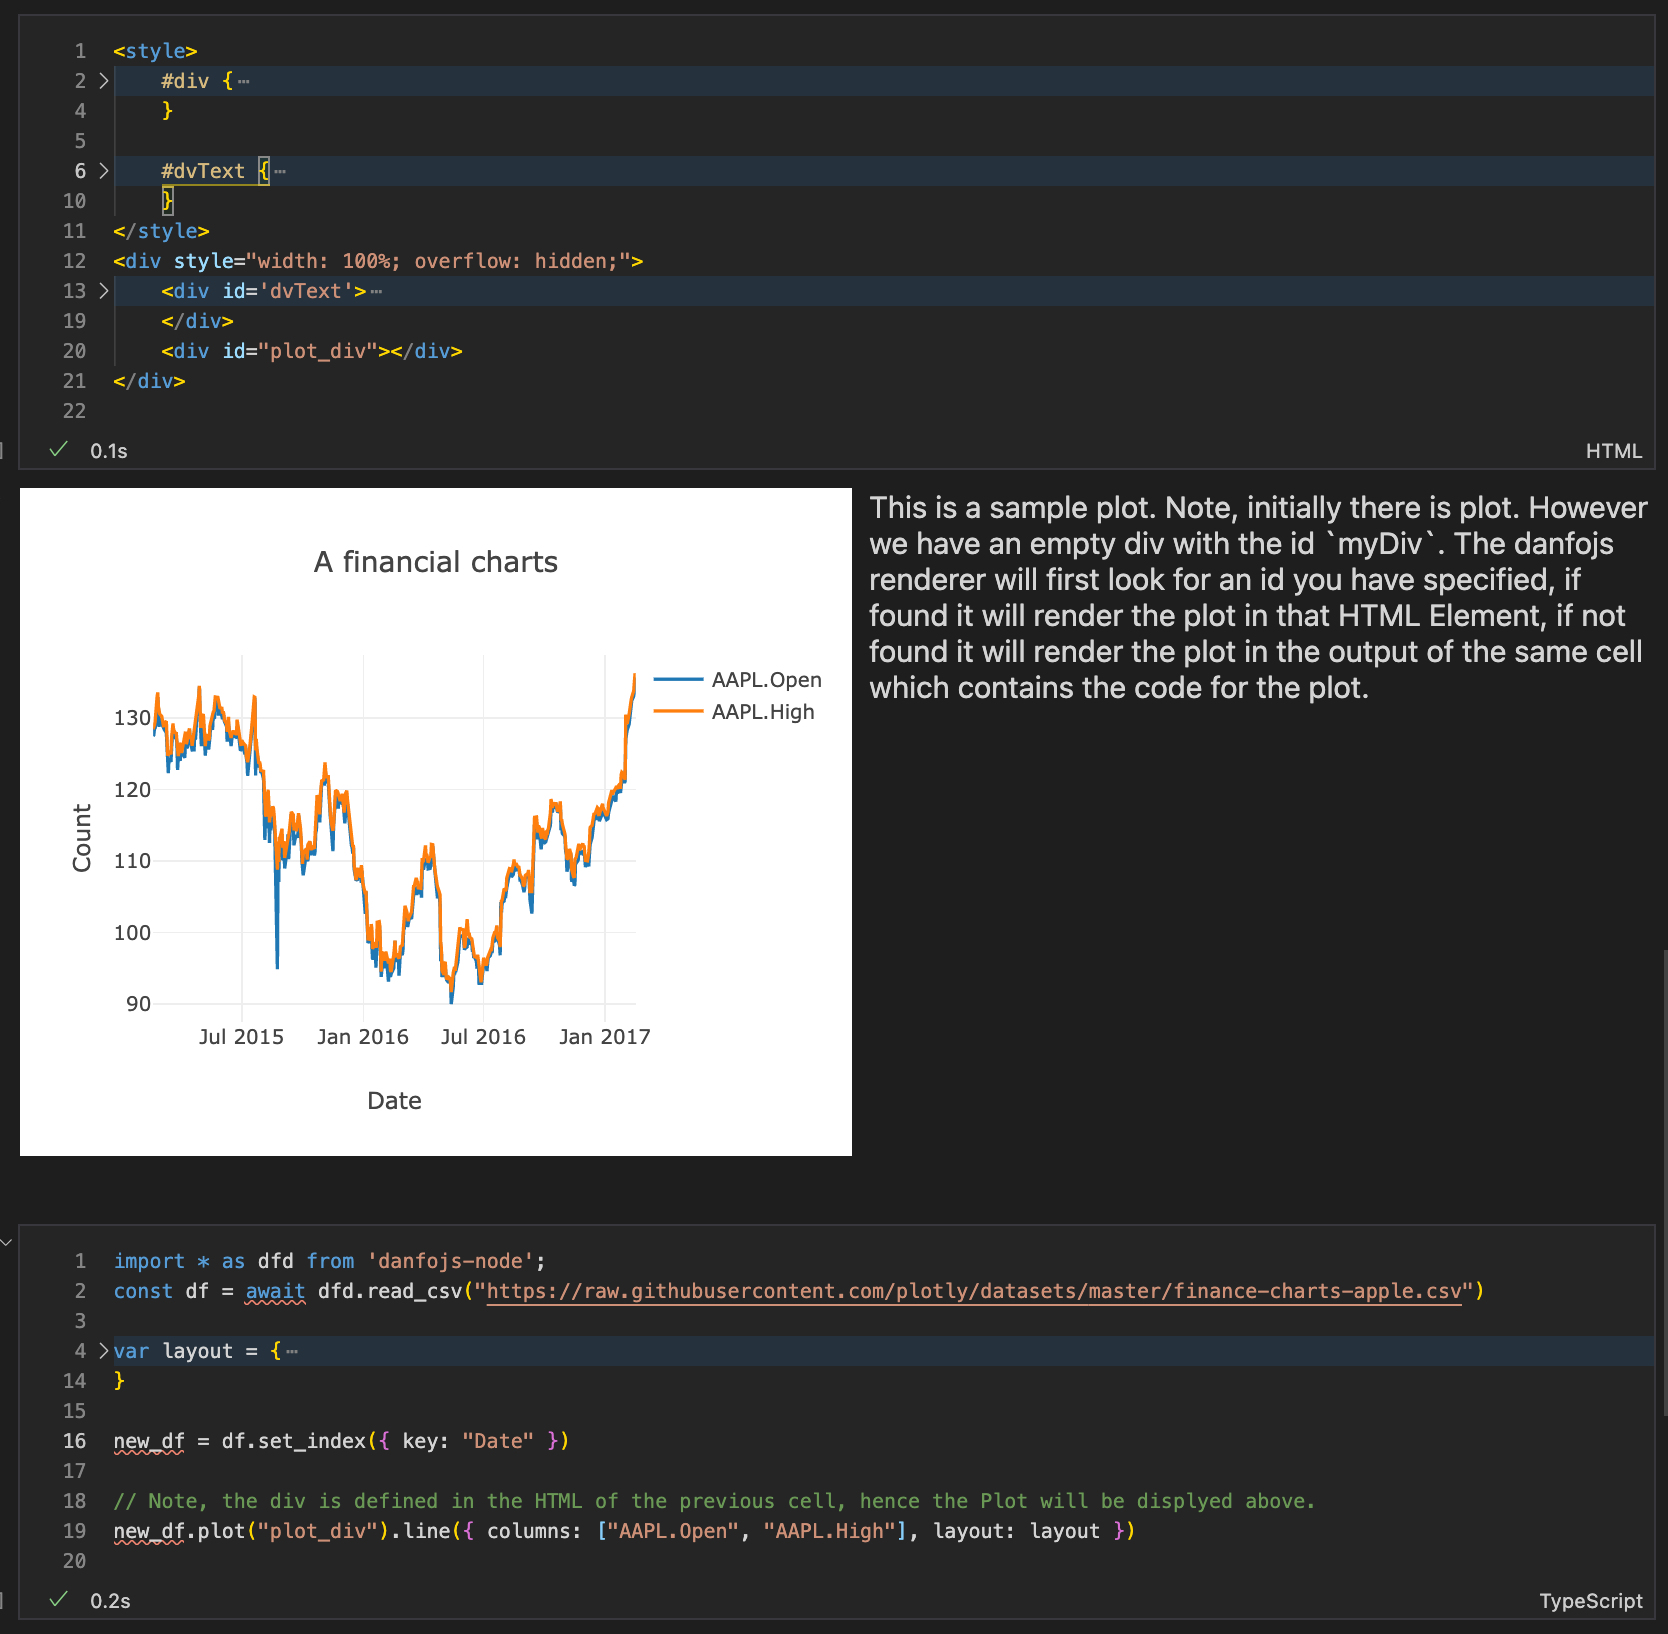 1 <style>
2 #div {⋯
4 }
5
6 #dvText {⋯
10 }
11 </style>
12 <div style="width: 100%; overflow: hidden;">
13 <div id='dvText'>⋯
19 </div>
20 <div id="plot_div"></div>
21 </div>
22
0.1s
HTML
A financial charts
AAPL.Open
AAPL.High
130
120
110
100
90
Count
Jul 2015 Jan 2016 Jul 2016 Jan 2017
Date
This is a sample plot. Note, initially there is plot. However
we have an empty div with the id `myDiv`. The danfojs
renderer will first look for an id you have specified, if
found it will render the plot in that HTML Element, if not
found it will render the plot in the output of the same cell
which contains the code for the plot.
1 import * as dfd from 'danfojs-node';
2 const df = await dfd.read_csv("https://raw.githubusercontent.com/plotly/datasets/master/finance-charts-apple.csv")
3
4 var layout = {⋯
14 }
15
16 new_df = df.set_index({ key: "Date" })
17
18 // Note, the div is defined in the HTML of the previous cell, hence the Plot will be displyed above.
19 new_df.plot("plot_div").line({ columns: ["AAPL.Open", "AAPL.High"], layout: layout })
20
0.2s
TypeScript